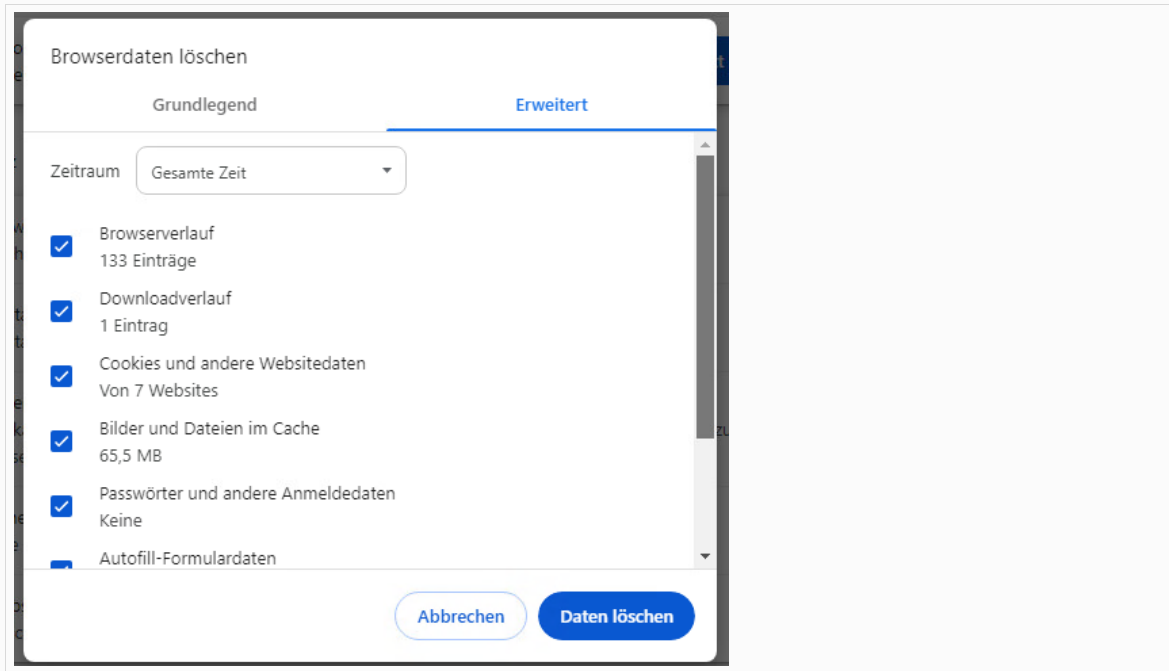 Browserdaten löschen
Grundlegend
Erweitert
Zeitraum
Gesamte Zeit
Browserverlauf
133 Einträge
Downloadverlauf
1 Eintrag
Cookies und andere Websitedaten
Von 7 Websites
Bilder und Dateien im Cache
65,5 MB
Passwörter und andere Anmeldedaten
Keine
Autofill-Formulardaten
Abbrechen
Daten löschen